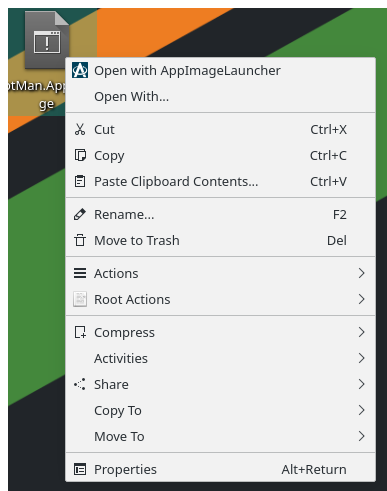 otMan.App
ge
Open with AppImageLauncher
Open With...
Cut Ctrl+X
Copy Ctrl+C
Paste Clipboard Contents... Ctrl+V
Rename... F2
Move to Trash Del
Actions
Root Actions
Compress
Activities
Share
Copy To
Move To
Properties Alt+Return